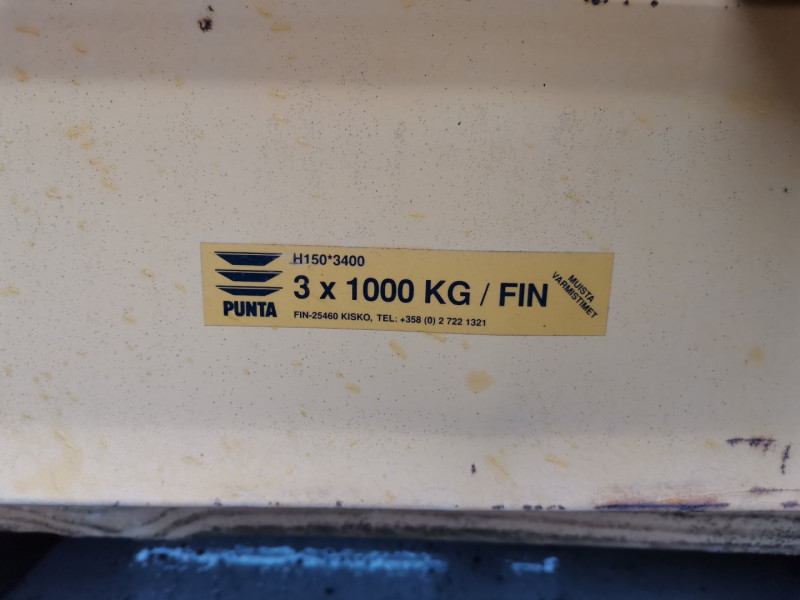 H150*3400
3 x 1000 KG / FIN
PUNTA
FIN-25460 KISKO, TEL: +358 (0) 2 722 1321
MUISTA
VARMISTIMET